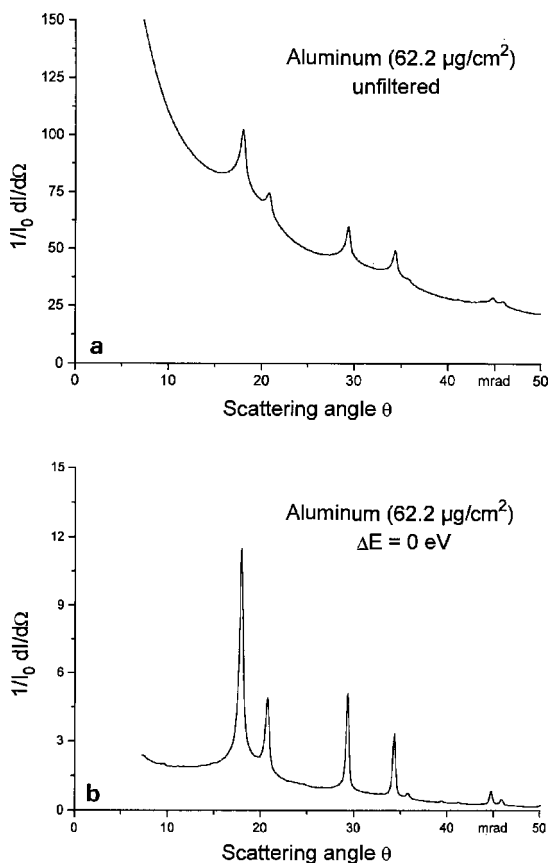 150
Aluminum (62.2 µg/cm²)
unfiltered
125
100
75
50
25
0
1/I₀ dI/dΩ
a
0 10 20 30 40 mrad 50
Scattering angle θ
15
Aluminum (62.2 µg/cm²)
ΔE = 0 eV
12
9
6
3
0
1/I₀ dI/dΩ
b
0 10 20 30 40 mrad 50
Scattering angle θ